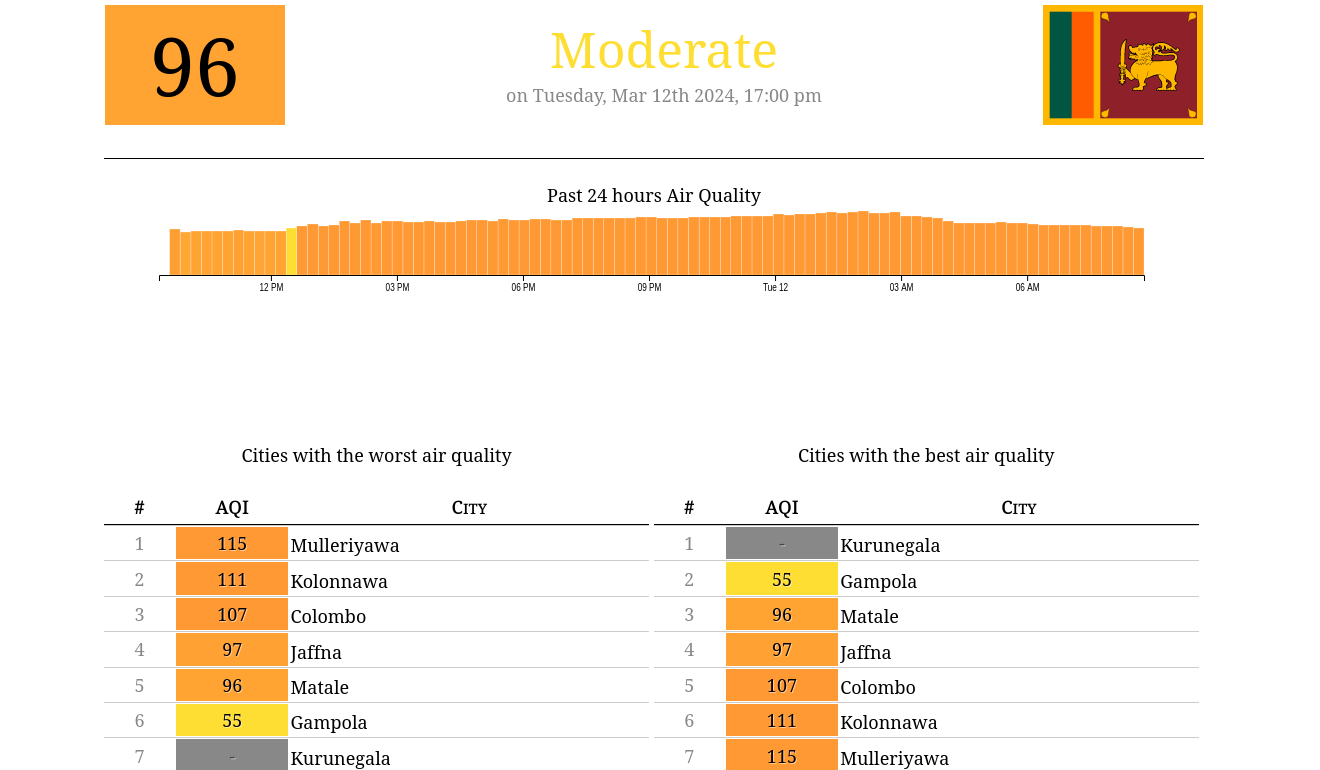 96
Moderate
on Tuesday, Mar 12th 2024, 17:00 pm
Past 24 hours Air Quality
12 PM 03 PM 06 PM 09 PM Tue 12 03 AM 06 AM
Cities with the worst air quality
# AQI City
1 115 Mulleriyawa
2 111 Kolonnawa
3 107 Colombo
4 97 Jaffna
5 96 Matale
6 55 Gampola
7 - Kurunegala
Cities with the best air quality
# AQI City
1 - Kurunegala
2 55 Gampola
3 96 Matale
4 97 Jaffna
5 107 Colombo
6 111 Kolonnawa
7 115 Mulleriyawa